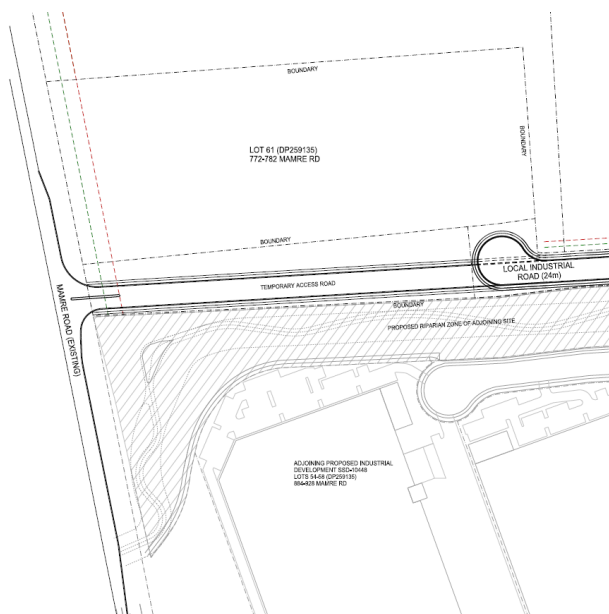 BOUNDARY
LOT 61 (DP259135)
772-782 MAMRE RD
BOUNDARY
BOUNDARY
LOCAL INDUSTRIAL
ROAD (24m)
TEMPORARY ACCESS ROAD
MAMRE ROAD (EXISTING)
BOUNDARY
PROPOSED RIPARIAN ZONE OF ADJOINING SITE
ADJOINING PROPOSED INDUSTRIAL
DEVELOPMENT SSD-10448
LOTS 54-58 (DP259135)
884-928 MAMRE RD